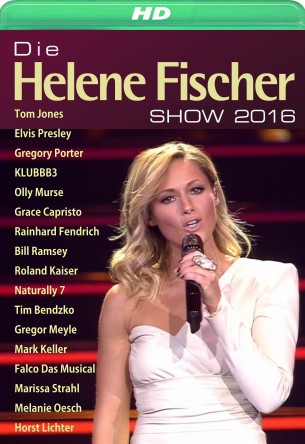 HD
Die
Helene Fischer
SHOW 2016
Tom Jones
Elvis Presley
Gregory Porter
KLUBBB3
Olly Murse
Grace Capristo
Rainhard Fendrich
Bill Ramsey
Roland Kaiser
Naturally 7
Tim Bendzko
Gregor Meyle
Mark Keller
Falco Das Musical
Marissa Strahl
Melanie Oesch
Horst Lichter